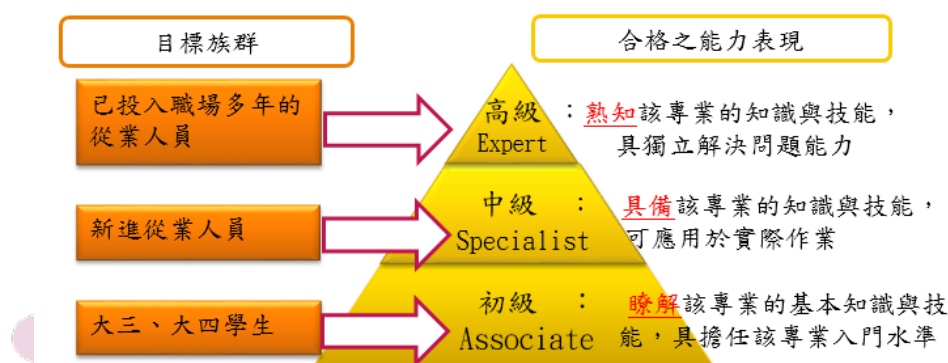 目標族群
合格之能力表現
已投入職場多年的
從業人員
高級
Expert
：熟知該專業的知識與技能，
具獨立解決問題能力
新進從業人員
中級
Specialist
：具備該專業的知識與技能，
可應用於實際作業
大三、大四學生
初級
Associate
：瞭解該專業的基本知識與技
能，具擔任該專業入門水準